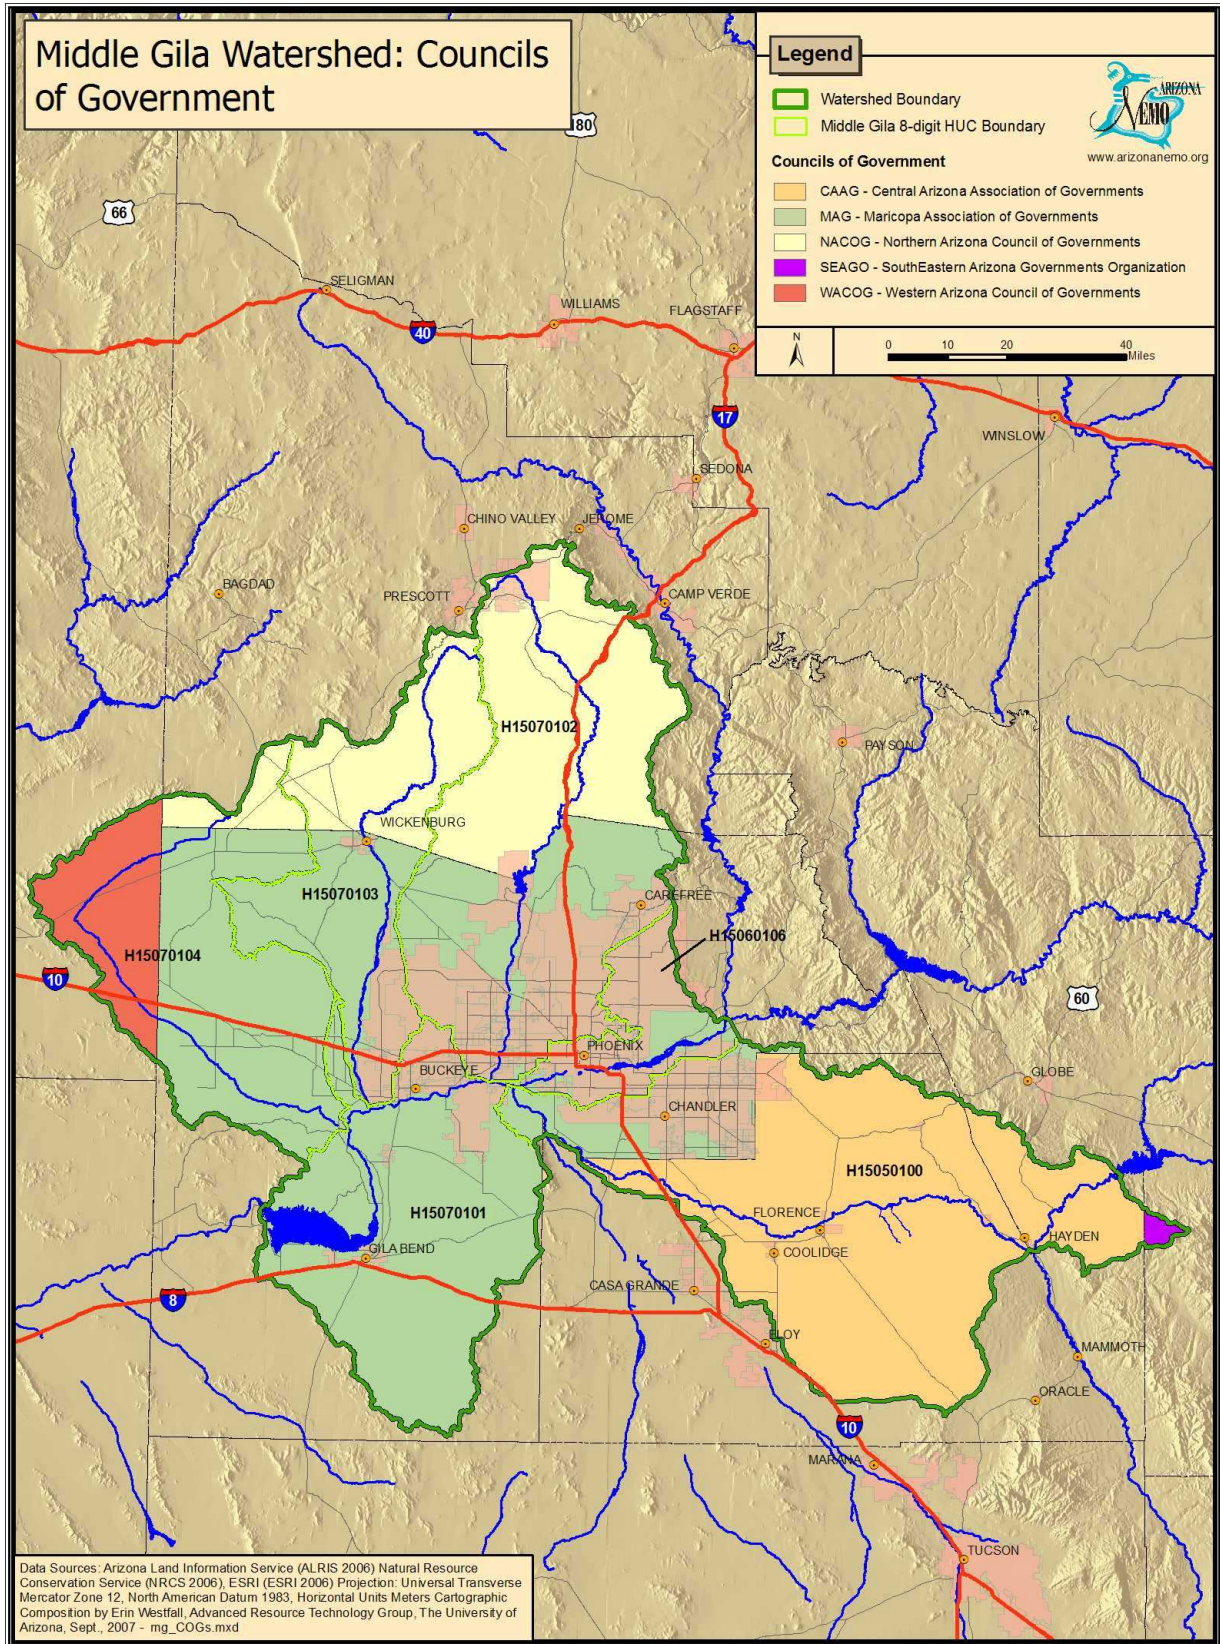 Middle Gila Watershed: Councils
of Government
Legend
Watershed Boundary
Middle Gila 8-digit HUC Boundary
ARIZONA
NEMO
www.arizonanemo.org
Councils of Government
CAAG - Central Arizona Association of Governments
MAG - Maricopa Association of Governments
NACOG - Northern Arizona Council of Governments
SEAGO - SouthEastern Arizona Governments Organization
WACOG - Western Arizona Council of Governments
N
0 10 20 40
Miles
180
66
SELIGMAN
WILLIAMS
FLAGSTAFF
40
17
WINSLOW
SEDONA
CHINO VALLEY
JEROME
BAGDAD
PRESCOTT
CAMP VERDE
H15070102
PAYSON
WICKENBURG
H15070103
CAREFREE
H15060106
H15070104
10
60
PHOENIX
BUCKEYE
GLOBE
CHANDLER
H15050100
H15070101
FLORENCE
HAYDEN
GILA BEND
COOLIDGE
CASA GRANDE
8
ELOY
MAMMOTH
ORACLE
10
MARANA
TUCSON
Data Sources: Arizona Land Information Service (ALRIS 2006) Natural Resource
Conservation Service (NRCS 2006), ESRI (ESRI 2006) Projection: Universal Transverse
Mercator Zone 12, North American Datum 1983, Horizontal Units Meters Cartographic
Composition by Erin Westfall, Advanced Resource Technology Group, The University of
Arizona, Sept., 2007 - mg_COGs.mxd